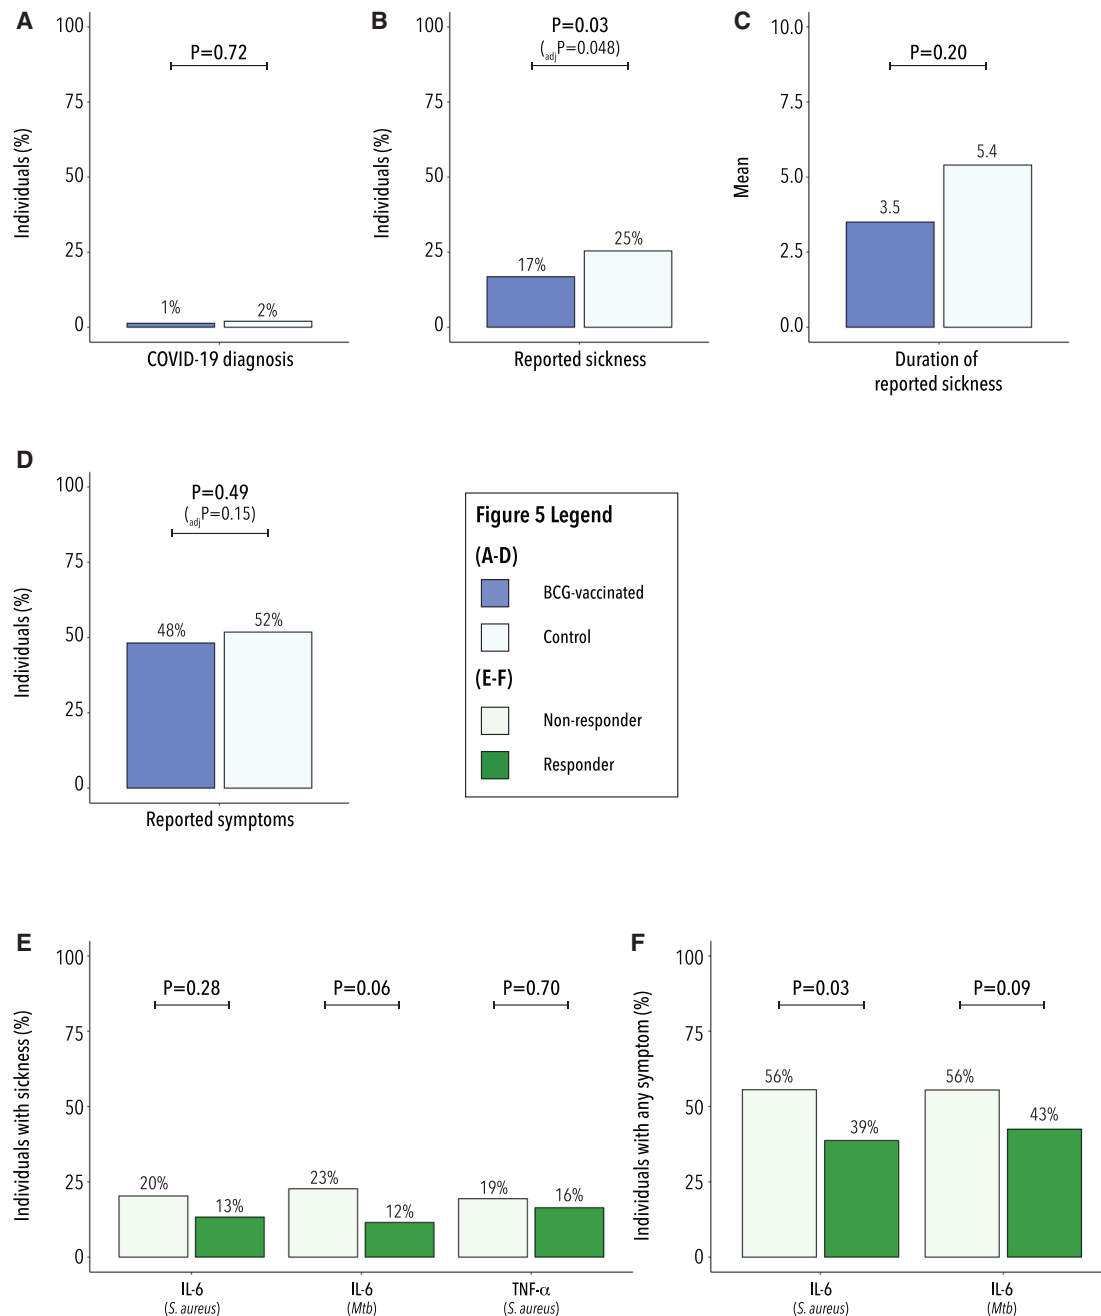 A
100
75
50
25
0
Individuals (%)
P=0.72
1%
2%
COVID-19 diagnosis
B
100
75
50
25
0
Individuals (%)
P=0.03
(adjP=0.048)
17%
25%
Reported sickness
C
10.0
7.5
5.0
2.5
0.0
Mean
P=0.20
3.5
5.4
Duration of
reported sickness
D
100
75
50
25
0
Individuals (%)
P=0.49
(adjP=0.15)
48%
52%
Reported symptoms
Figure 5 Legend
(A-D)
BCG-vaccinated
Control
(E-F)
Non-responder
Responder
E
100
75
50
25
0
Individuals with sickness (%)
P=0.28
P=0.06
P=0.70
20%
13%
23%
12%
19%
16%
IL-6
(S. aureus)
IL-6
(Mtb)
TNF-α
(S. aureus)
F
100
75
50
25
0
Individuals with any symptom (%)
P=0.03
P=0.09
56%
39%
56%
43%
IL-6
(S. aureus)
IL-6
(Mtb)